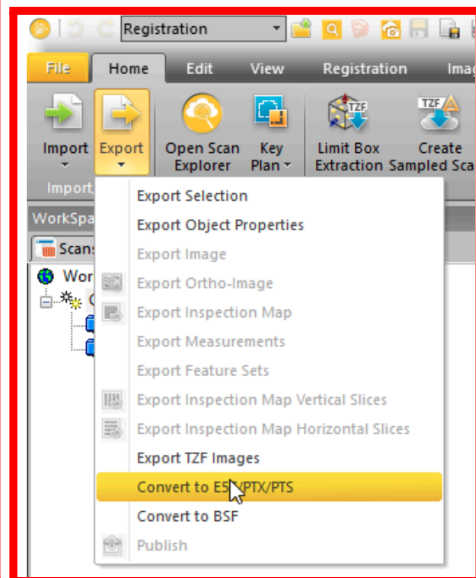 Registration
File Home Edit View Registration Ima
Import Export Open Scan Explorer Key Plan Limit Box Extraction Create Sampled Sca
Import
WorkSpa
Scans
Wor
Export Selection
Export Object Properties
Export Image
Export Ortho-Image
Export Inspection Map
Export Measurements
Export Feature Sets
Export Inspection Map Vertical Slices
Export Inspection Map Horizontal Slices
Export TZF Images
Convert to E57/PTX/PTS
Convert to BSF
Publish